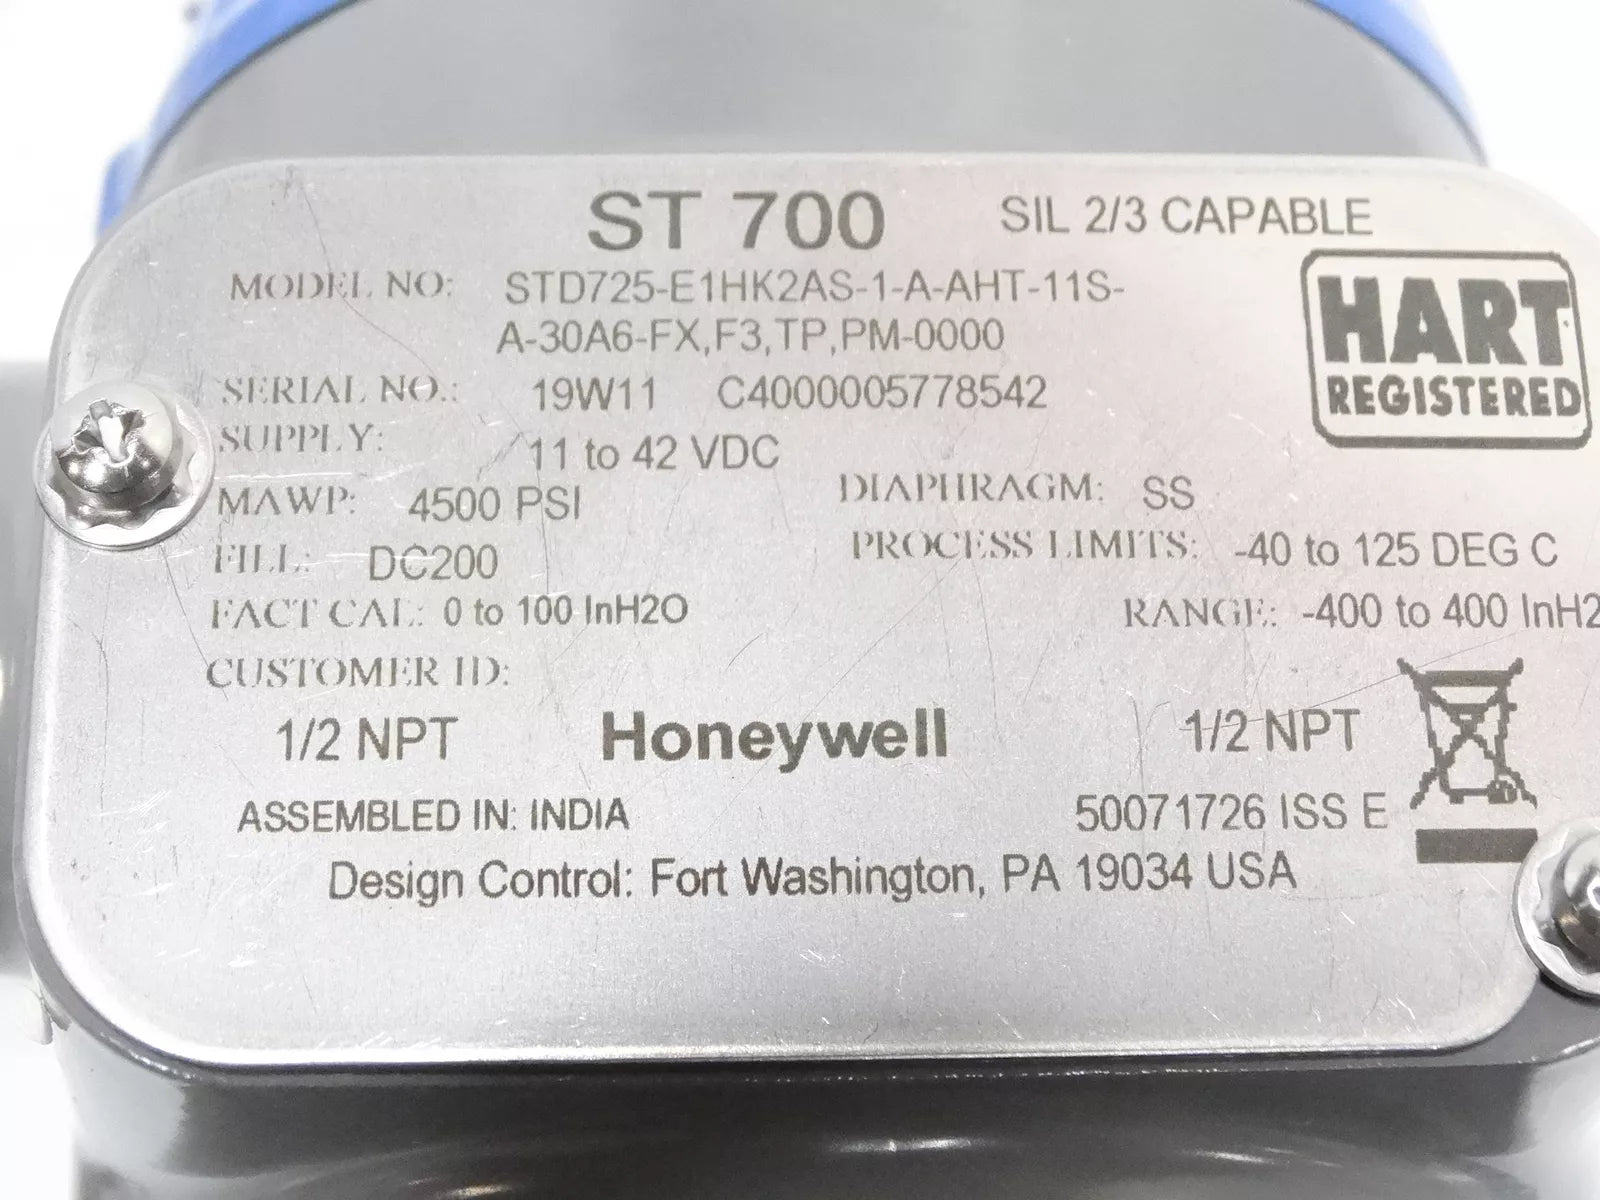 ST 700 SIL 2/3 CAPABLE
MODEL NO: STD725-E1HK2AS-1-A-AHT-11S-
A-30A6-FX,F3,TP,PM-0000
HART
REGISTERED
SERIAL NO.: 19W11 C4000005778542
SUPPLY: 11 to 42 VDC
MAWP: 4500 PSI DIAPHRAGM: SS
FILL: DC200 PROCESS LIMITS: -40 to 125 DEG C
FACT CAL: 0 to 100 InH2O RANGE: -400 to 400 InH2
CUSTOMER ID:
1/2 NPT Honeywell 1/2 NPT
ASSEMBLED IN: INDIA 50071726 ISS E
Design Control: Fort Washington, PA 19034 USA